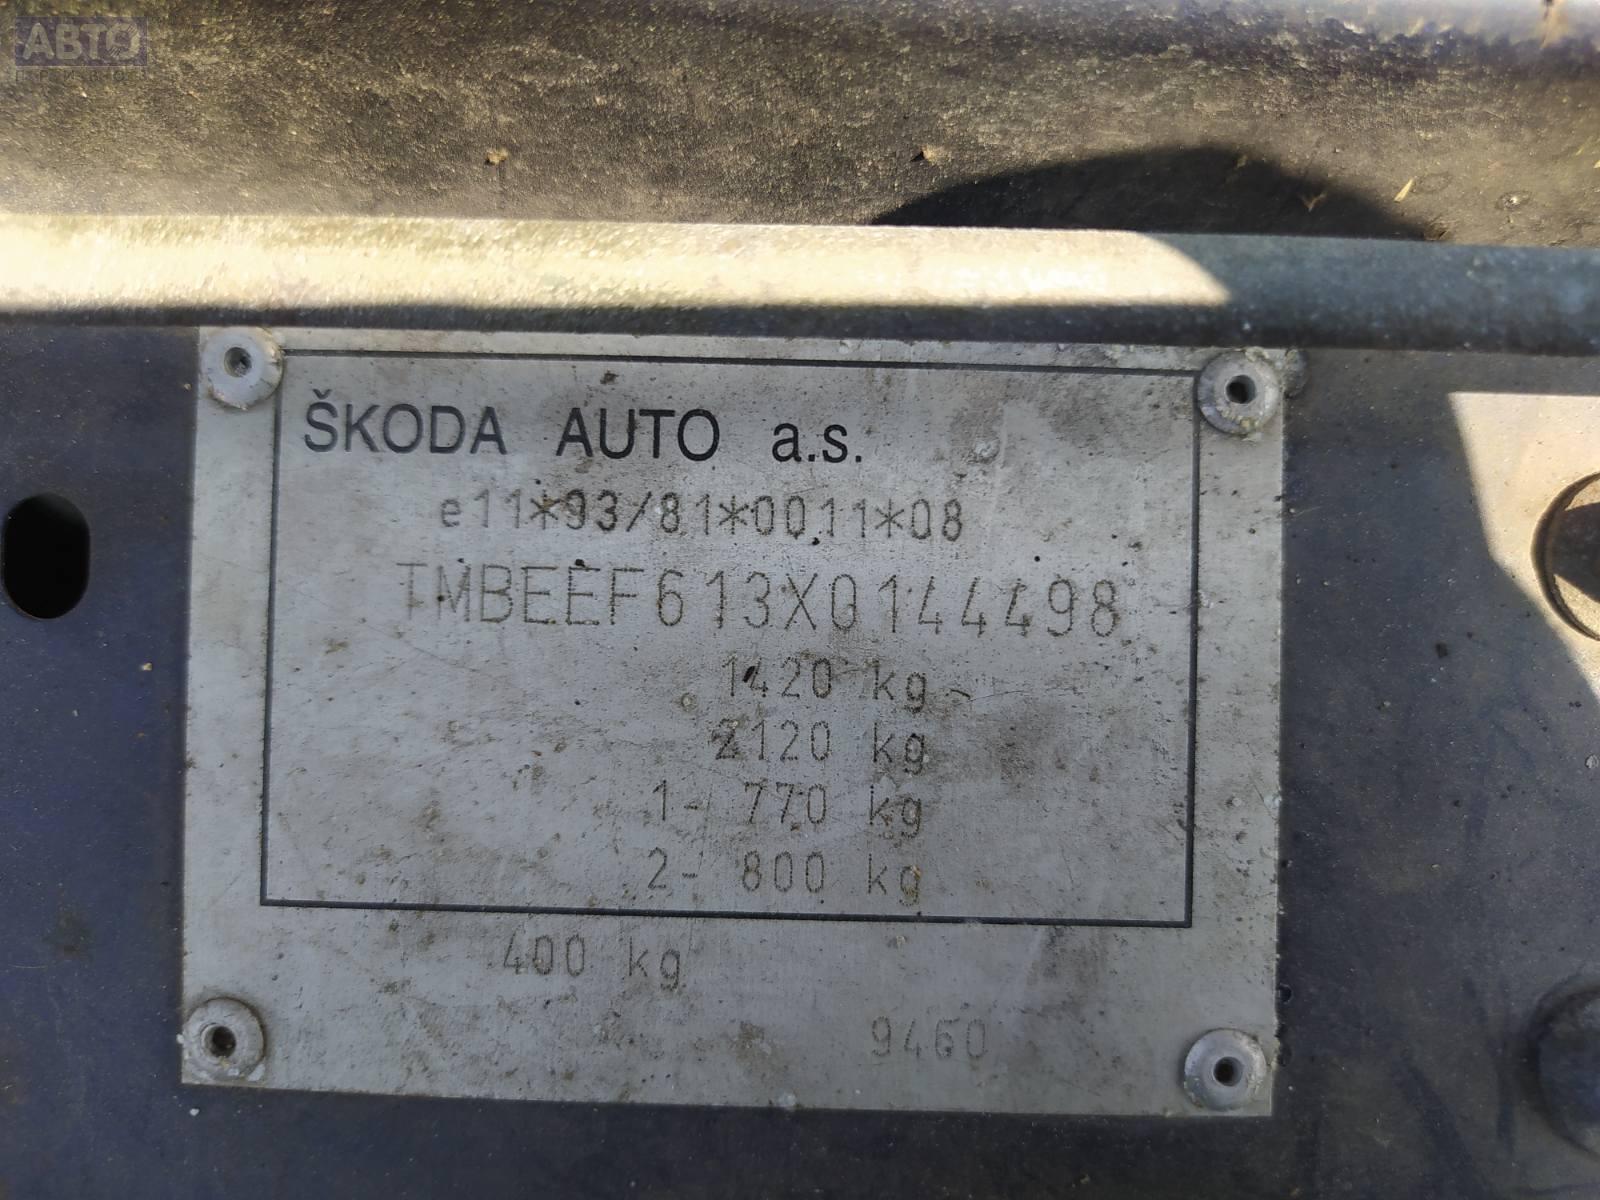 АВТО
ŠKODA AUTO a.s.
e11*93/81*0011*08
TMBEEF613X0144498
1420 kg
2120 kg
1- 770 kg
2- 800 kg
400 kg
9460